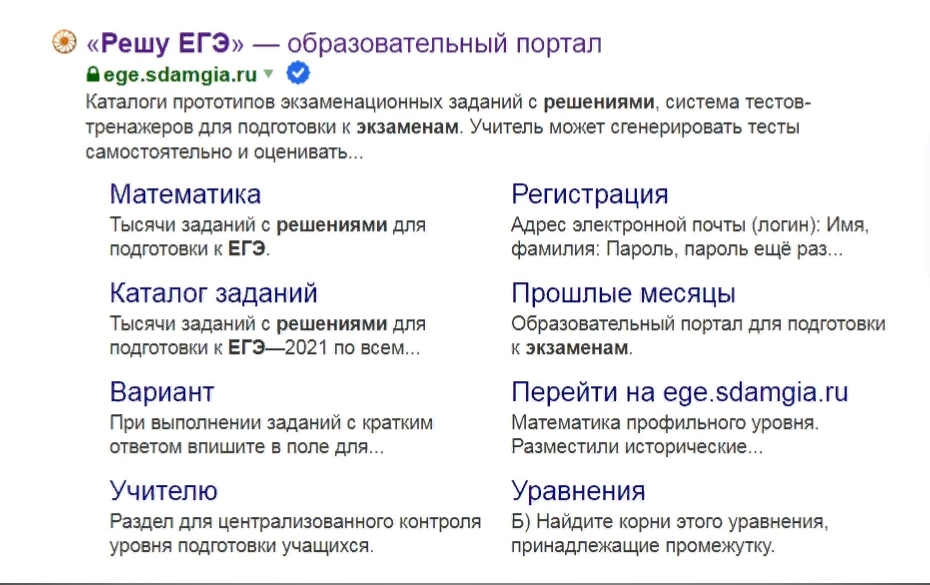 «Решу ЕГЭ» — образовательный портал
ege.sdamgia.ru
Каталоги прототипов экзаменационных заданий с решениями, система тестов-
тренажеров для подготовки к экзаменам. Учитель может сгенерировать тесты
самостоятельно и оценивать...
Математика
Тысячи заданий с решениями для
подготовки к ЕГЭ.
Регистрация
Адрес электронной почты (логин): Имя,
фамилия: Пароль, пароль ещё раз...
Каталог заданий
Тысячи заданий с решениями для
подготовки к ЕГЭ—2021 по всем...
Прошлые месяцы
Образовательный портал для подготовки
к экзаменам.
Вариант
При выполнении заданий с кратким
ответом впишите в поле для...
Перейти на ege.sdamgia.ru
Математика профильного уровня.
Разместили исторические...
Учителю
Раздел для централизованного контроля
уровня подготовки учащихся.
Уравнения
Б) Найдите корни этого уравнения,
принадлежащие промежутку.